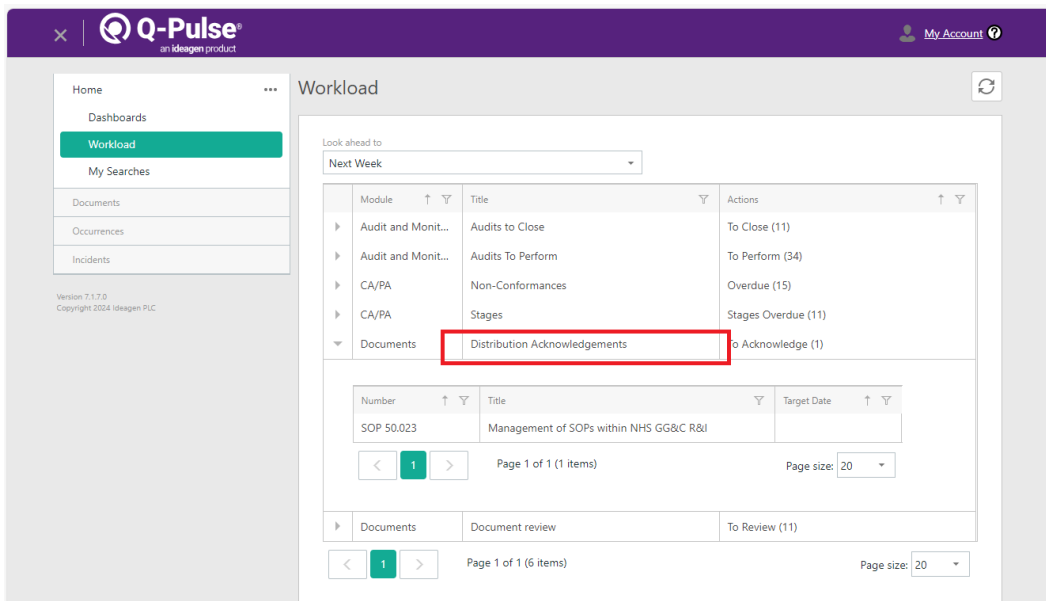 Q-Pulse®
an ideagen product
My Account ?
Home
Dashboards
Workload
My Searches
Documents
Occurrences
Incidents
Version 7.1.7.0
Copyright 2024 Ideagen PLC
Workload
Look ahead to
Next Week
Module Title Actions
Audit and Monit... Audits to Close To Close (11)
Audit and Monit... Audits To Perform To Perform (34)
CA/PA Non-Conformances Overdue (15)
CA/PA Stages Stages Overdue (11)
Documents Distribution Acknowledgements To Acknowledge (1)
Number Title Target Date
SOP 50.023 Management of SOPs within NHS GG&C R&I
1 Page 1 of 1 (1 items) Page size: 20
Documents Document review To Review (11)
1 Page 1 of 1 (6 items) Page size: 20